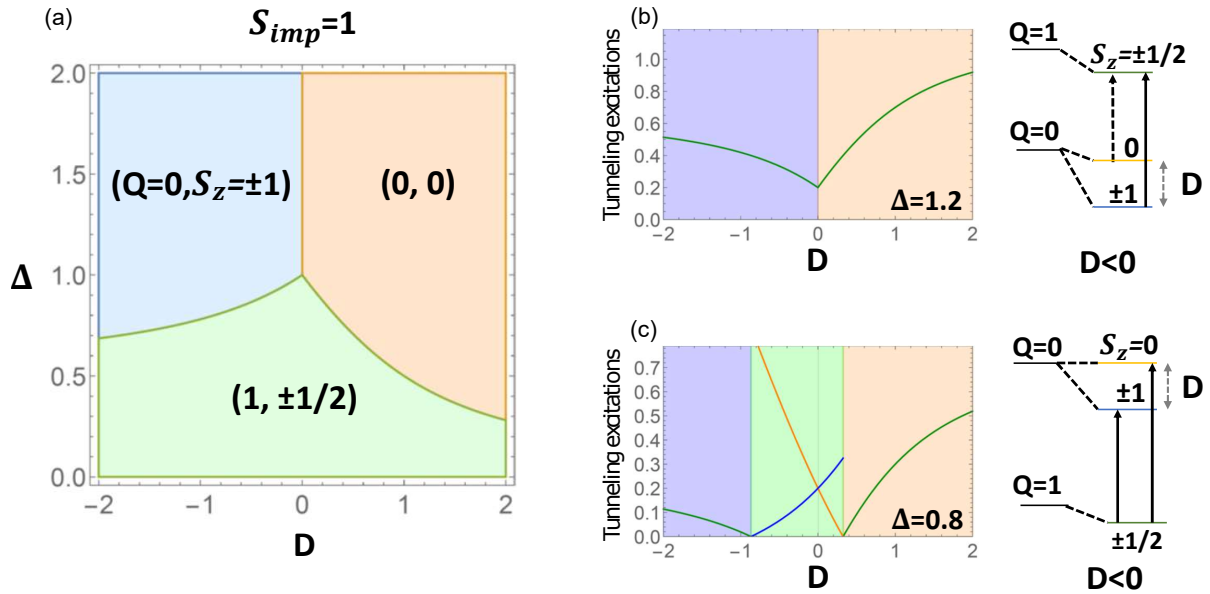 (a)
S_imp=1
2.0
1.5
1.0
0.5
0.0
−2
−1
0
1
2
Δ
D
(Q=0,S_z=±1)
(0, 0)
(1, ±1/2)
(b)
Tunneling excitations
1.0
0.8
0.6
0.4
0.2
0.0
−2
−1
0
1
2
D
Δ=1.2
Q=1
S_z=±1/2
Q=0
0
±1
D
D<0
(c)
Tunneling excitations
0.7
0.6
0.5
0.4
0.3
0.2
0.1
0.0
−2
−1
0
1
2
D
Δ=0.8
Q=0
S_z=0
±1
D
Q=1
±1/2
D<0